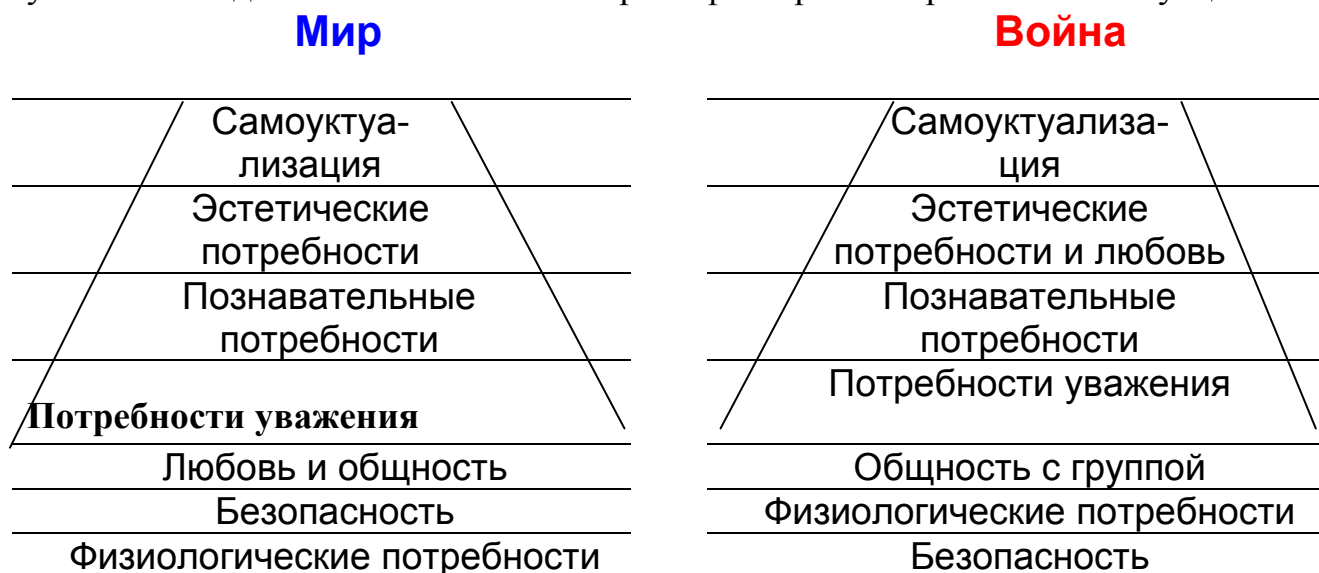 Мир
Самоуктуа-
лизация
Эстетические
потребности
Познавательные
потребности
Потребности уважения
Любовь и общность
Безопасность
Физиологические потребности
Война
Самоуктуализа-
ция
Эстетические
потребности и любовь
Познавательные
потребности
Потребности уважения
Общность с группой
Физиологические потребности
Безопасность